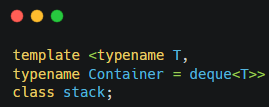 template <typename T,
typename Container = deque<T>>
class stack;